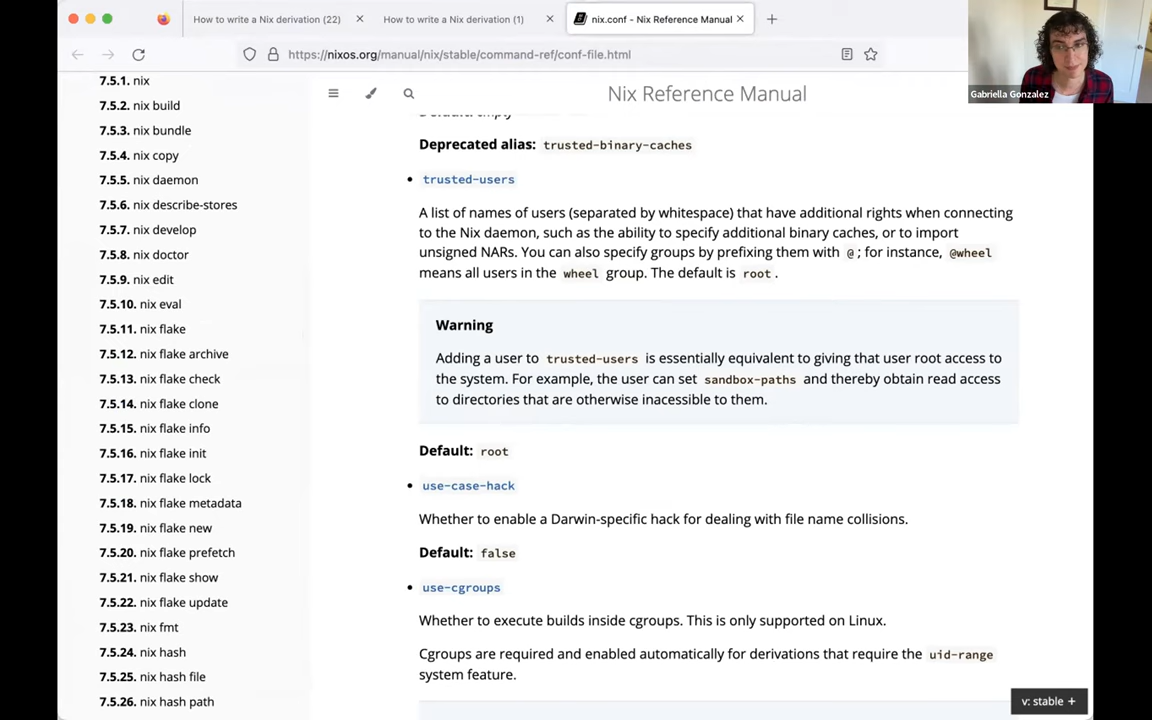 How to write a Nix derivation (22)
How to write a Nix derivation (1)
nix.conf - Nix Reference Manual
https://nixos.org/manual/nix/stable/command-ref/conf-file.html
Gabriella Gonzalez
7.5.1. nix
7.5.2. nix build
7.5.3. nix bundle
7.5.4. nix copy
7.5.5. nix daemon
7.5.6. nix describe-stores
7.5.7. nix develop
7.5.8. nix doctor
7.5.9. nix edit
7.5.10. nix eval
7.5.11. nix flake
7.5.12. nix flake archive
7.5.13. nix flake check
7.5.14. nix flake clone
7.5.15. nix flake info
7.5.16. nix flake init
7.5.17. nix flake lock
7.5.18. nix flake metadata
7.5.19. nix flake new
7.5.20. nix flake prefetch
7.5.21. nix flake show
7.5.22. nix flake update
7.5.23. nix fmt
7.5.24. nix hash
7.5.25. nix hash file
7.5.26. nix hash path
Nix Reference Manual
Default: empty
Deprecated alias: trusted-binary-caches
• trusted-users
A list of names of users (separated by whitespace) that have additional rights when connecting
to the Nix daemon, such as the ability to specify additional binary caches, or to import
unsigned NARs. You can also specify groups by prefixing them with @ ; for instance, @wheel
means all users in the wheel group. The default is root .
Warning
Adding a user to trusted-users is essentially equivalent to giving that user root access to
the system. For example, the user can set sandbox-paths and thereby obtain read access
to directories that are otherwise inacessible to them.
Default: root
• use-case-hack
Whether to enable a Darwin-specific hack for dealing with file name collisions.
Default: false
• use-cgroups
Whether to execute builds inside cgroups. This is only supported on Linux.
Cgroups are required and enabled automatically for derivations that require the uid-range
system feature.
v: stable +